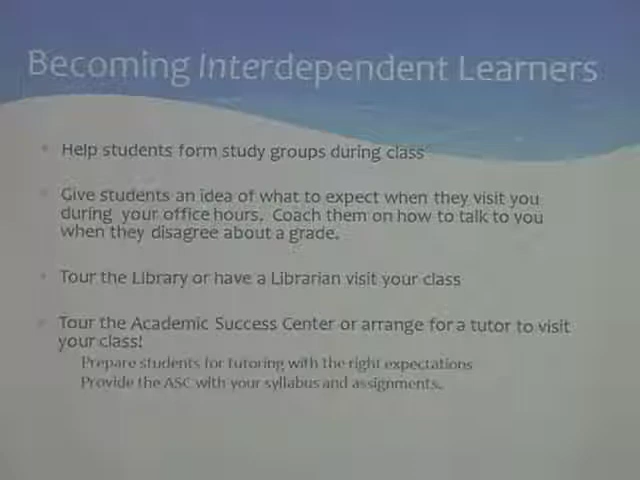 Becoming Interdependent Learners
Help students form study groups during class
Give students an idea of what to expect when they visit you
during your office hours. Coach them on how to talk to you
when they disagree about a grade.
Tour the Library or have a Librarian visit your class
Tour the Academic Success Center or arrange for a tutor to visit
your class!
Prepare students for tutoring with the right expectations
Provide the ASC with your syllabus and assignments.